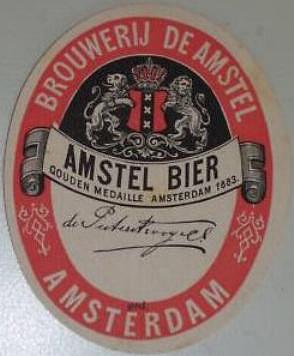 BROUWERIJ DE AMSTEL
AMSTEL BIER
GOUDEN MEDAILLE AMSTERDAM 1883.
AMSTERDAM